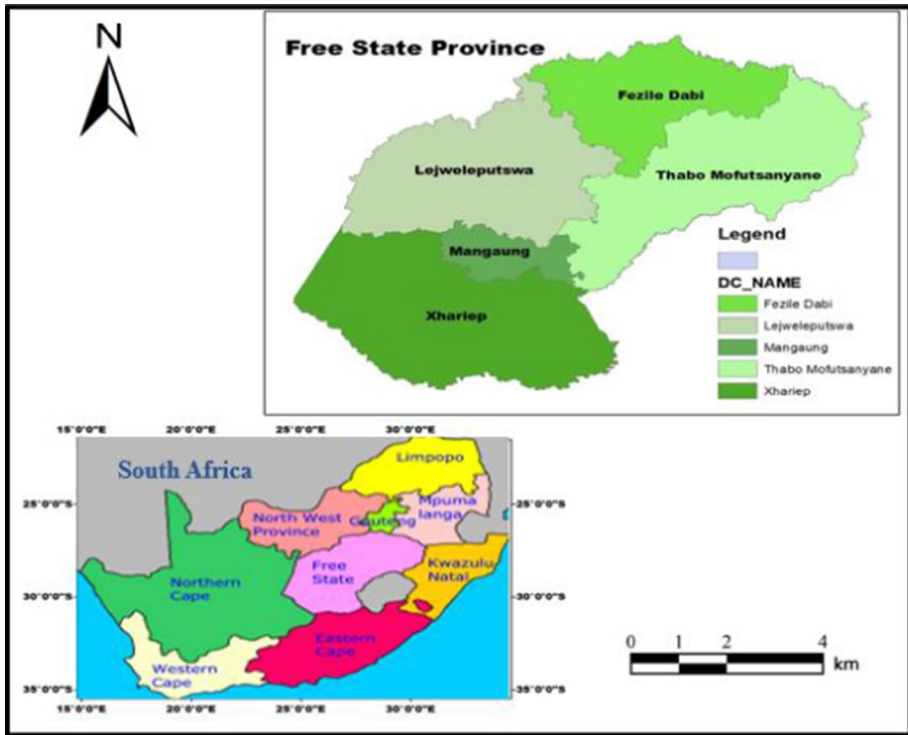 N
Free State Province
Fezile Dabi
Lejweleputswa
Thabo Mofutsanyane
Mangaung
Xhariep
Legend
DC_NAME
Fezile Dabi
Lejweleputswa
Mangaung
Thabo Mofutsanyane
Xhariep
15°0'0"E 20°0'0"E 25°0'0"E 30°0'0"E
South Africa
Limpopo
25°0'0"S 25°0'0"S
Mpuma
langa
North West
Province
Gauteng
Free
State
Kwazulu
Natal
Northern
Cape
30°0'0"S 30°0'0"S
Eastern
Cape
Western
Cape
35°0'0"S 35°0'0"S
15°0'0"E 20°0'0"E 25°0'0"E 30°0'0"E
0 1 2 4
km